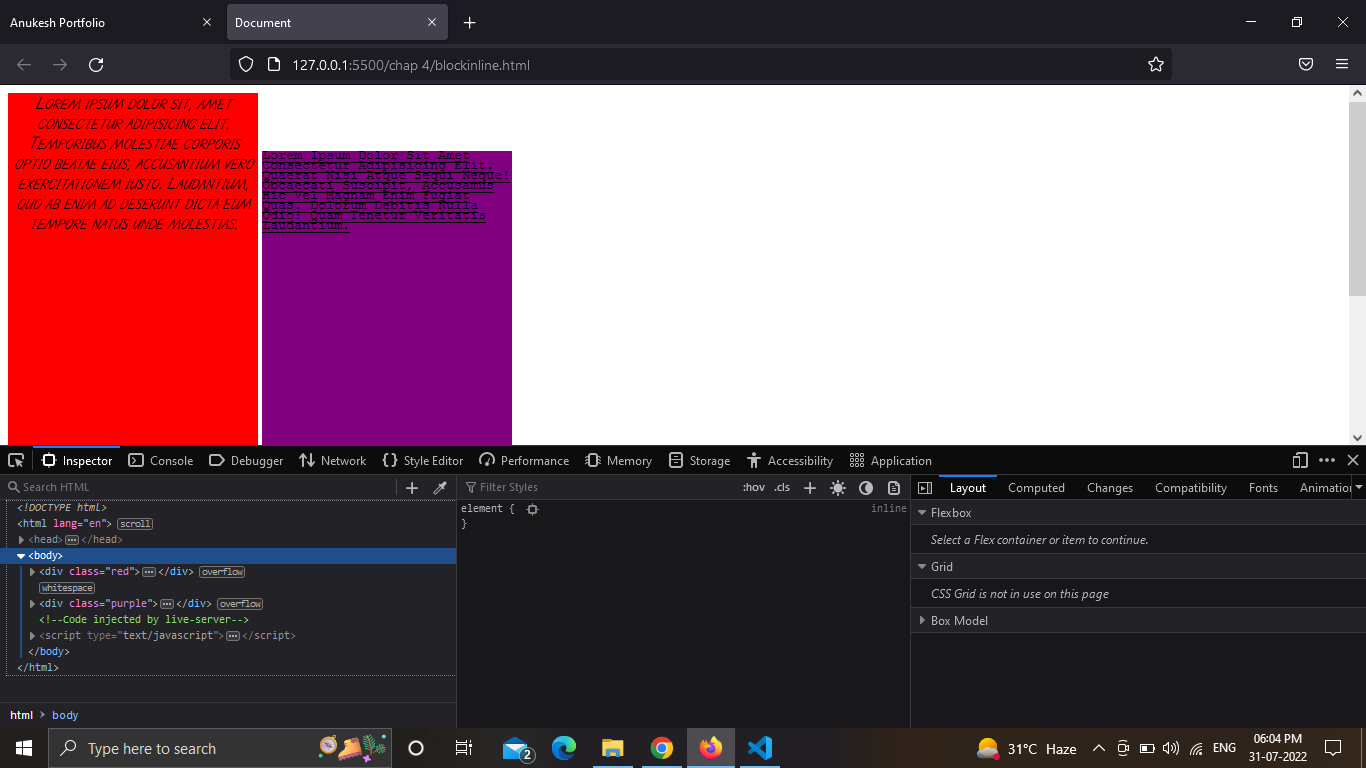 Anukesh Portfolio
Document
127.0.0.1:5500/chap 4/blockinline.html
Lorem ipsum dolor sit, amet
consectetur adipisicing elit.
Temporibus molestiae corporis
optio beatae eius, accusantium vero
exercitationem iusto. Laudantium,
quo ab enim ad deserunt dicta eum
tempore natus unde molestias.
Lorem Ipsum Dolor Sit Amet
Consectetur Adipisicing Elit.
Quaerat Nisi Atque Sequi Neque!
Obcaecati Suscipit, Accusamus
Hic Vel Magnam Enim Fugiat
Quas. Dolorum Debitis Nulla
Odio! Quam Tenetur Veritatis
Laudantium.
Inspector Console Debugger Network Style Editor Performance Memory Storage Accessibility Application
Search HTML
Filter Styles
:hov .cls
Layout Computed Changes Compatibility Fonts Animation
<!DOCTYPE html>
<html lang="en"> scroll
<head> </head>
<body>
<div class="red"> </div> overflow
whitespace
<div class="purple"> </div> overflow
<!--Code injected by live-server-->
<script type="text/javascript"> </script>
</body>
</html>
element { inline
}
Flexbox
Select a Flex container or item to continue.
Grid
CSS Grid is not in use on this page
Box Model
html > body
Type here to search
2
31°C Haze
ENG
06:04 PM
31-07-2022